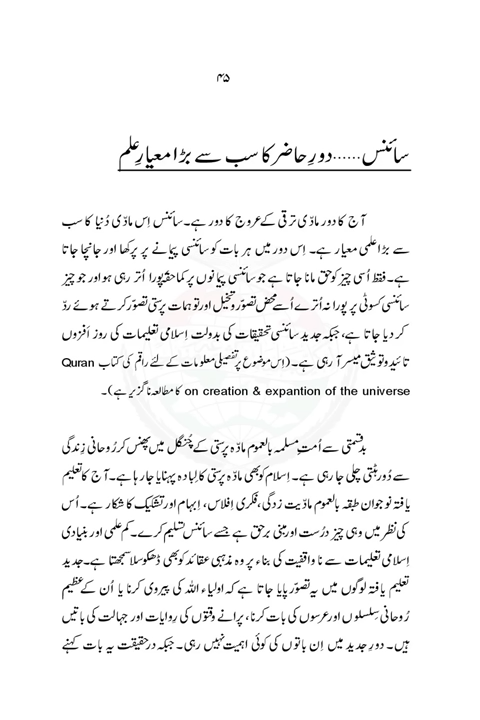 ۴۵
سائنس……دورِ حاضر کا سب سے بڑا معیارِ علم
آج کا دور مادّی ترقی کے عروج کا دور ہے۔ سائنس اِس مادّی دُنیا کا سب
سے بڑا علمی معیار ہے۔ اِس دور میں ہر بات کو سائنسی پیمانے پر پرکھا اور جانچا جاتا
ہے۔ فقط اُسی چیز کو حق مانا جاتا ہے جو سائنسی پیمانوں پر کماحقہٗ پورا اُتر رہی ہو اور جو چیز
سائنسی کسوٹی پر پورا نہ اُترے اُسے محض تصوّر و تخیل اور توہمات پرستی تصوّر کرتے ہوئے ردّ
کر دیا جاتا ہے، جبکہ جدید سائنسی تحقیقات کی بدولت اِسلامی تعلیمات کی روز اَفزوں
تائید و توثیق میسر آ رہی ہے۔ (اِس موضوع پر تفصیلی معلومات کے لئے راقم کی کتاب Quran
on creation & expantion of the universe کا مطالعہ ناگزیر ہے)۔
بدقسمتی سے اُمتِ مسلمہ بالعموم مادّہ پرستی کے چُنگل میں پھنس کر رُوحانی زِندگی
سے دُور ہٹتی چلی جا رہی ہے۔ اِسلام کو بھی مادّہ پرستی کا لِبادہ پہنایا جا رہا ہے۔ آج کا تعلیم
یافتہ نوجوان طبقہ بالعموم مادّیت زدگی، فکری اِفلاس، اِبہام اور تشکیک کا شکار ہے۔ اُس
کی نظر میں وہی چیز درُست اور مبنی برحق ہے جسے سائنس تسلیم کرے۔ کم علمی اور بنیادی
اِسلامی تعلیمات سے ناواقفیت کی بناء پر وہ مذہبی عقائد کو بھی ڈھکوسلا سمجھتا ہے۔ جدید
تعلیم یافتہ لوگوں میں یہ تصوّر پایا جاتا ہے کہ اولیاء اللہ کی پیروی کرنا یا اُن کے عظیم
رُوحانی سلسلوں اور عرسوں کی بات کرنا، پرانے وقتوں کی روایات اور جہالت کی باتیں
ہیں۔ دورِ جدید میں اِن باتوں کی کوئی اہمیت نہیں رہی۔ جبکہ درحقیقت یہ بات کہنے